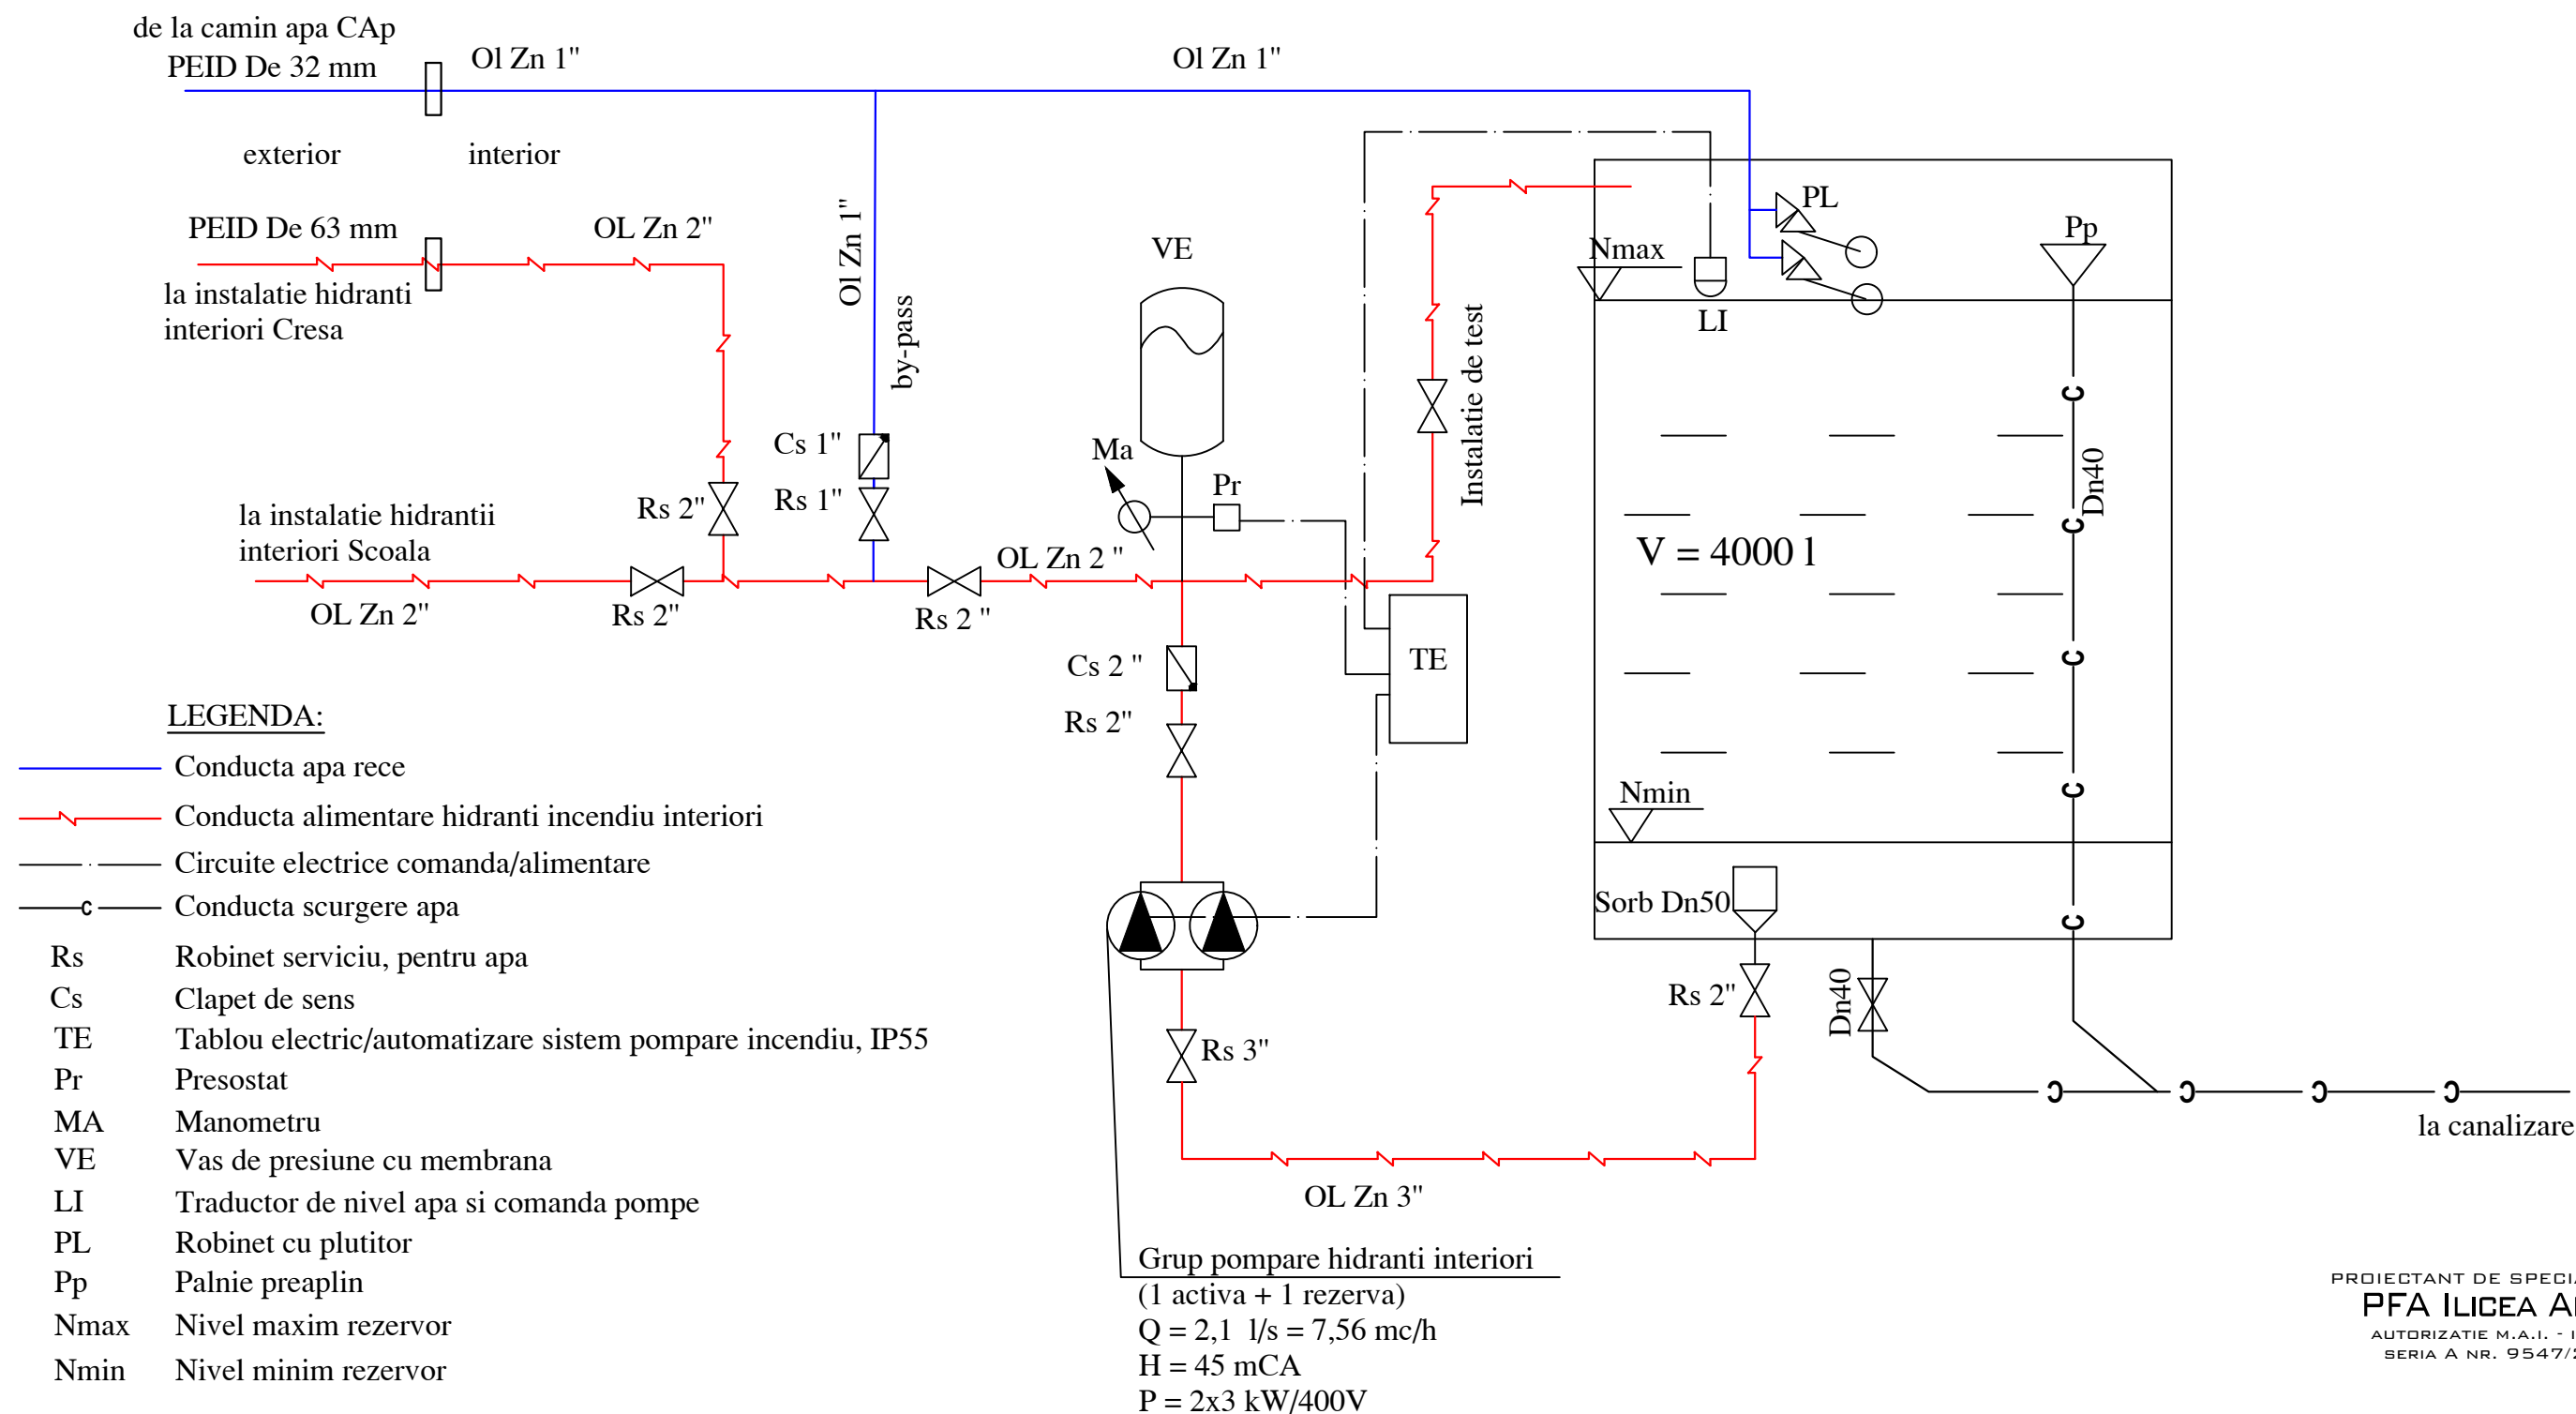 de la camin apa CAp
PEID De 32 mm
Ol Zn 1"
Ol Zn 1"
exterior
interior
PEID De 63 mm
OL Zn 2"
la instalatie hidranti
interiori Cresa
Ol Zn 1"
by-pass
VE
Nmax
PL
Pp
LI
Instalatie de test
Cs 1"
Rs 1"
Rs 2"
Ma
Pr
Dn40
la instalatie hidrantii
interiori Scoala
OL Zn 2 "
V = 4000 l
OL Zn 2"
Rs 2"
Rs 2 "
Cs 2 "
TE
Rs 2"
Nmin
Sorb Dn50
Rs 2"
Dn40
Rs 3"
la canalizare
OL Zn 3"
LEGENDA:
Conducta apa rece
Conducta alimentare hidranti incendiu interiori
Circuite electrice comanda/alimentare
c Conducta scurgere apa
Rs Robinet serviciu, pentru apa
Cs Clapet de sens
TE Tablou electric/automatizare sistem pompare incendiu, IP55
Pr Presostat
MA Manometru
VE Vas de presiune cu membrana
LI Traductor de nivel apa si comanda pompe
PL Robinet cu plutitor
Pp Palnie preaplin
Nmax Nivel maxim rezervor
Nmin Nivel minim rezervor
Grup pompare hidranti interiori
(1 activa + 1 rezerva)
Q = 2,1 l/s = 7,56 mc/h
H = 45 mCA
P = 2x3 kW/400V
PROIECTANT DE
PFA ILICEA
AUTORIZATIE M.A.I. -
SERIA A NR. 9547/